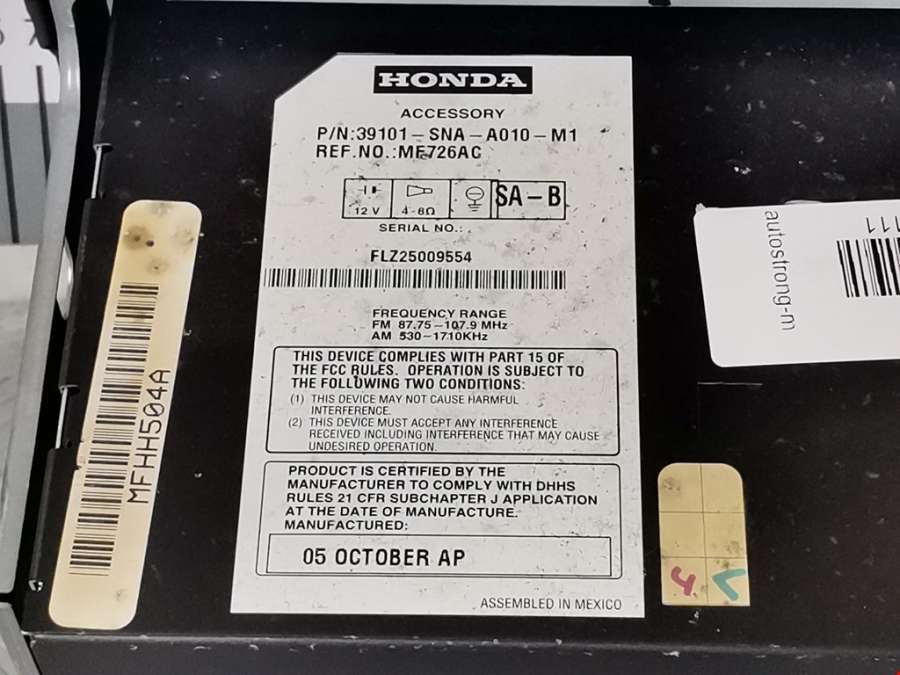 HONDA
ACCESSORY
P/N:39101-SNA-A010-M1
REF.NO.:MF726AC
12 V
4-8Ω
SA-B
SERIAL NO.:
FLZ25009554
FREQUENCY RANGE
FM 87.75-107.9 MHz
AM 530-1710KHz
THIS DEVICE COMPLIES WITH PART 15 OF
THE FCC RULES. OPERATION IS SUBJECT TO
THE FOLLOWING TWO CONDITIONS:
(1) THIS DEVICE MAY NOT CAUSE HARMFUL
INTERFERENCE.
(2) THIS DEVICE MUST ACCEPT ANY INTERFERENCE
RECEIVED INCLUDING INTERFERENCE THAT MAY CAUSE
UNDESIRED OPERATION.
PRODUCT IS CERTIFIED BY THE
MANUFACTURER TO COMPLY WITH DHHS
RULES 21 CFR SUBCHAPTER J APPLICATION
AT THE DATE OF MANUFACTURE.
MANUFACTURED:
05 OCTOBER AP
ASSEMBLED IN MEXICO
MFHH504A
autostrong-m
111